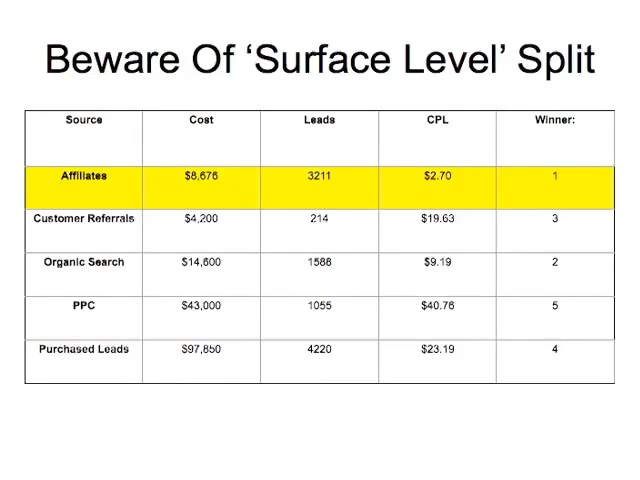 Beware Of ‘Surface Level’ Split
Source Cost Leads CPL Winner:
Affiliates $8,676 3211 $2.70 1
Customer Referrals $4,200 214 $19.63 3
Organic Search $14,600 1588 $9.19 2
PPC $43,000 1055 $40.76 5
Purchased Leads $97,850 4220 $23.19 4